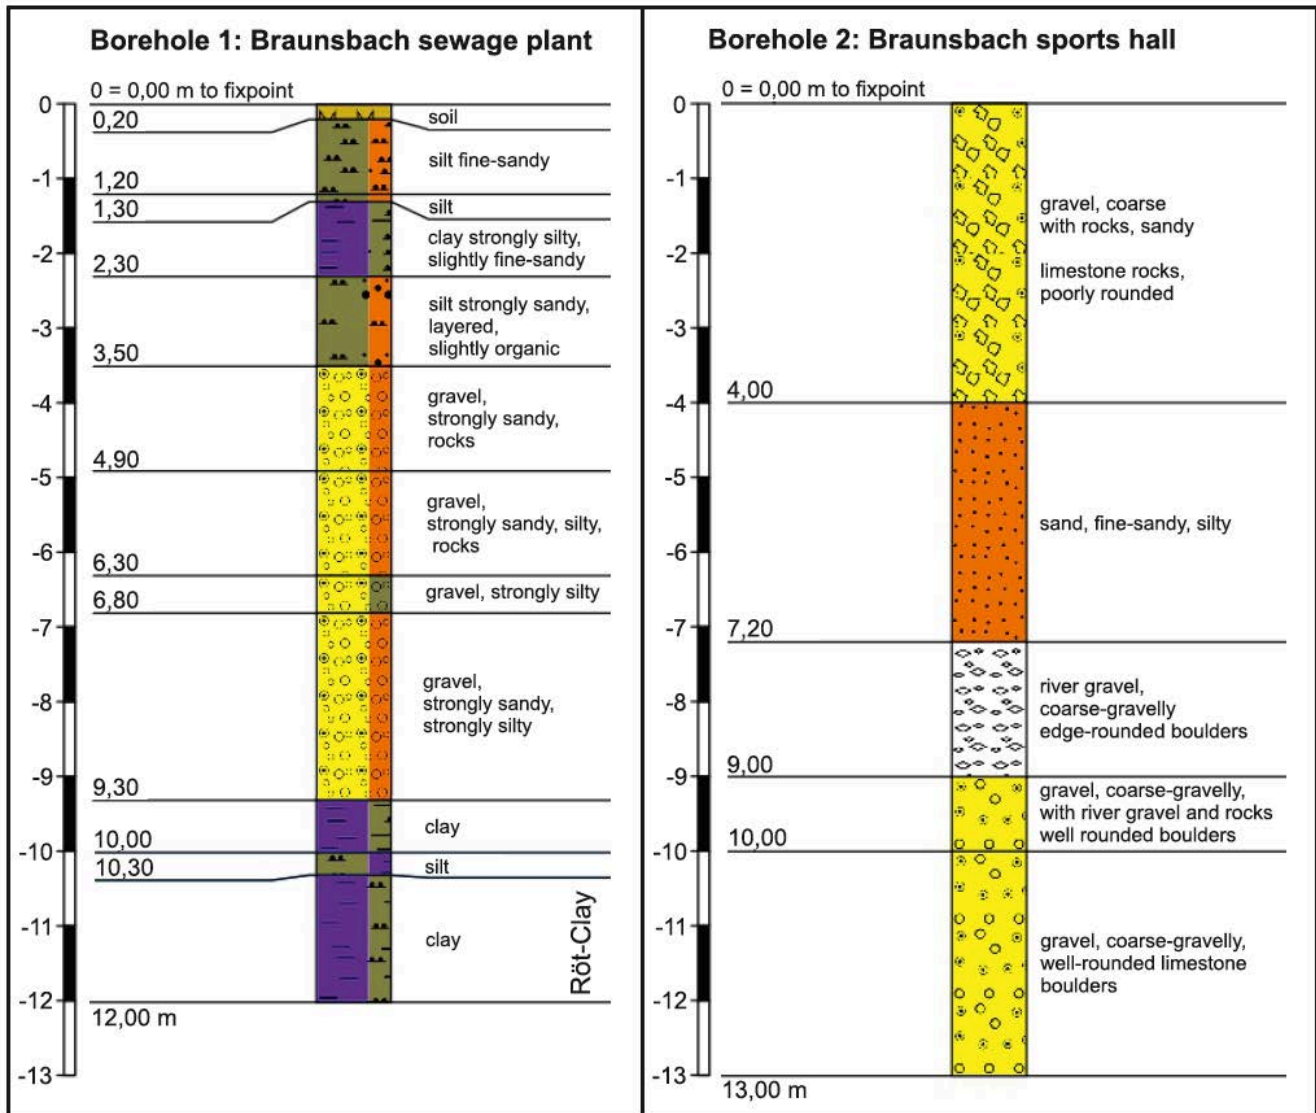 Borehole 1: Braunsbach sewage plant
0 = 0,00 m to fixpoint
0
0,20
soil
silt fine-sandy
-1
1,20
1,30
silt
clay strongly silty,
slightly fine-sandy
-2
2,30
silt strongly sandy,
layered,
slightly organic
-3
3,50
gravel,
strongly sandy,
rocks
-4
4,90
-5
gravel,
strongly sandy, silty,
rocks
-6
6,30
gravel, strongly silty
6,80
-7
gravel,
strongly sandy,
strongly silty
-8
-9
9,30
clay
10,00
-10
10,30
silt
-11
clay
Röt-Clay
-12
12,00 m
-13
Borehole 2: Braunsbach sports hall
0 = 0,00 m to fixpoint
0
-1
gravel, coarse
with rocks, sandy
-2
limestone rocks,
poorly rounded
-3
4,00
-4
-5
sand, fine-sandy, silty
-6
7,20
-7
river gravel,
coarse-gravelly
edge-rounded boulders
-8
9,00
-9
gravel, coarse-gravelly,
with river gravel and rocks
well rounded boulders
10,00
-10
-11
gravel, coarse-gravelly,
well-rounded limestone
boulders
-12
-13
13,00 m